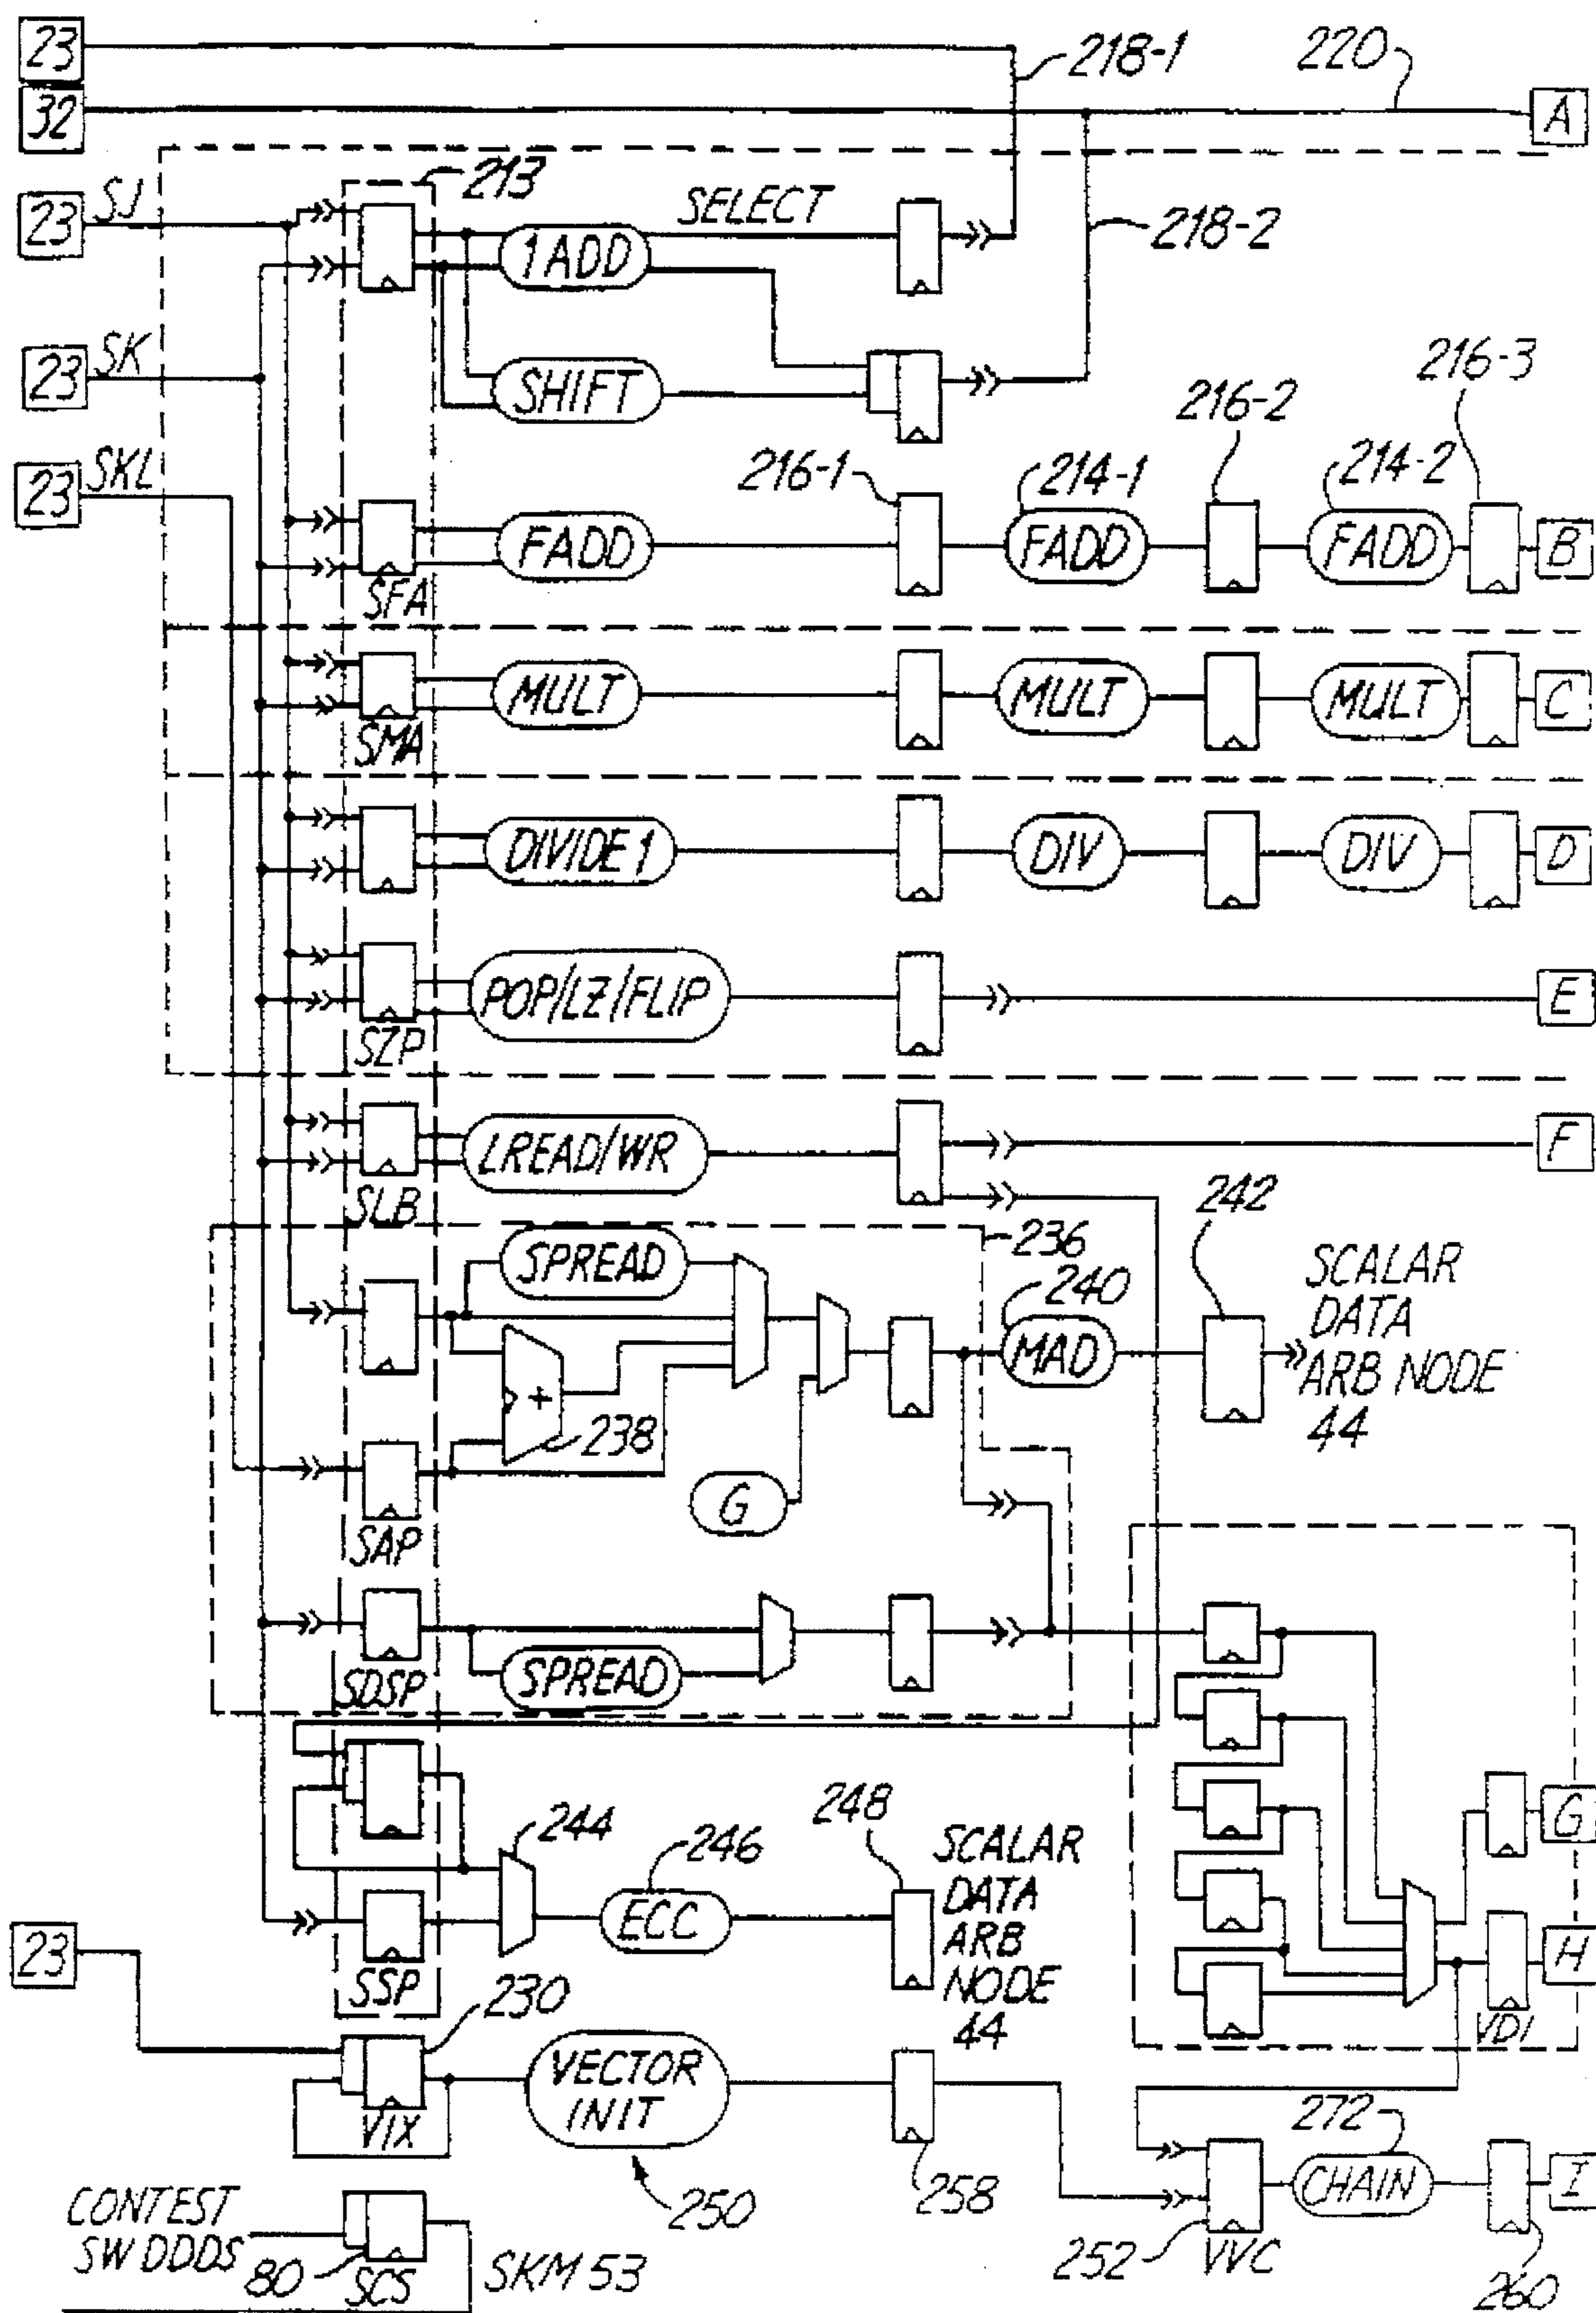 23
218-1
220
32
A
213
23
SJ
SELECT
1ADD
218-2
23
SK
SHIFT
216-3
216-2
23
SKL
216-1
214-1
214-2
FADD
FADD
FADD
B
SFA
MULT
MULT
MULT
C
SMA
DIVIDE 1
DIV
DIV
D
POP/LZ/FLIP
E
SZP
LREAD/WR
F
SLB
242
236
SPREAD
240
SCALAR
DATA
ARB NODE
44
MAD
+
238
G
SAP
SPREAD
SDSP
244
246
248
SCALAR
DATA
ARB
NODE
44
G
ECC
23
H
SSP
230
VDI
VECTOR
INIT
VIX
272
258
CHAIN
I
250
CONTEST
SW DDDS
80
SCS
SKM 53
252
VVC
260